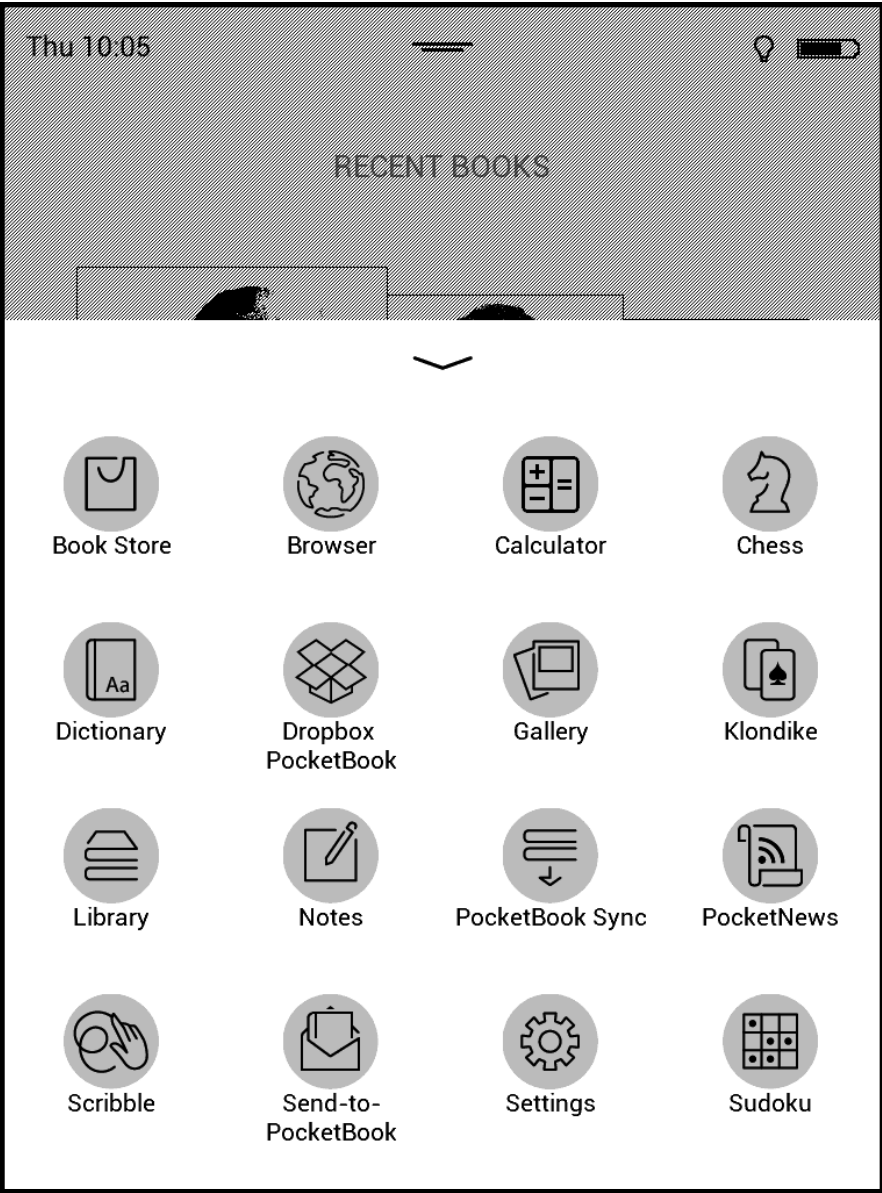 Thu 10:05
RECENT BOOKS
Book Store
Browser
Calculator
Chess
Aa
Dictionary
Dropbox
PocketBook
Gallery
Klondike
Library
Notes
PocketBook Sync
PocketNews
Scribble
Send-to-
PocketBook
Settings
Sudoku